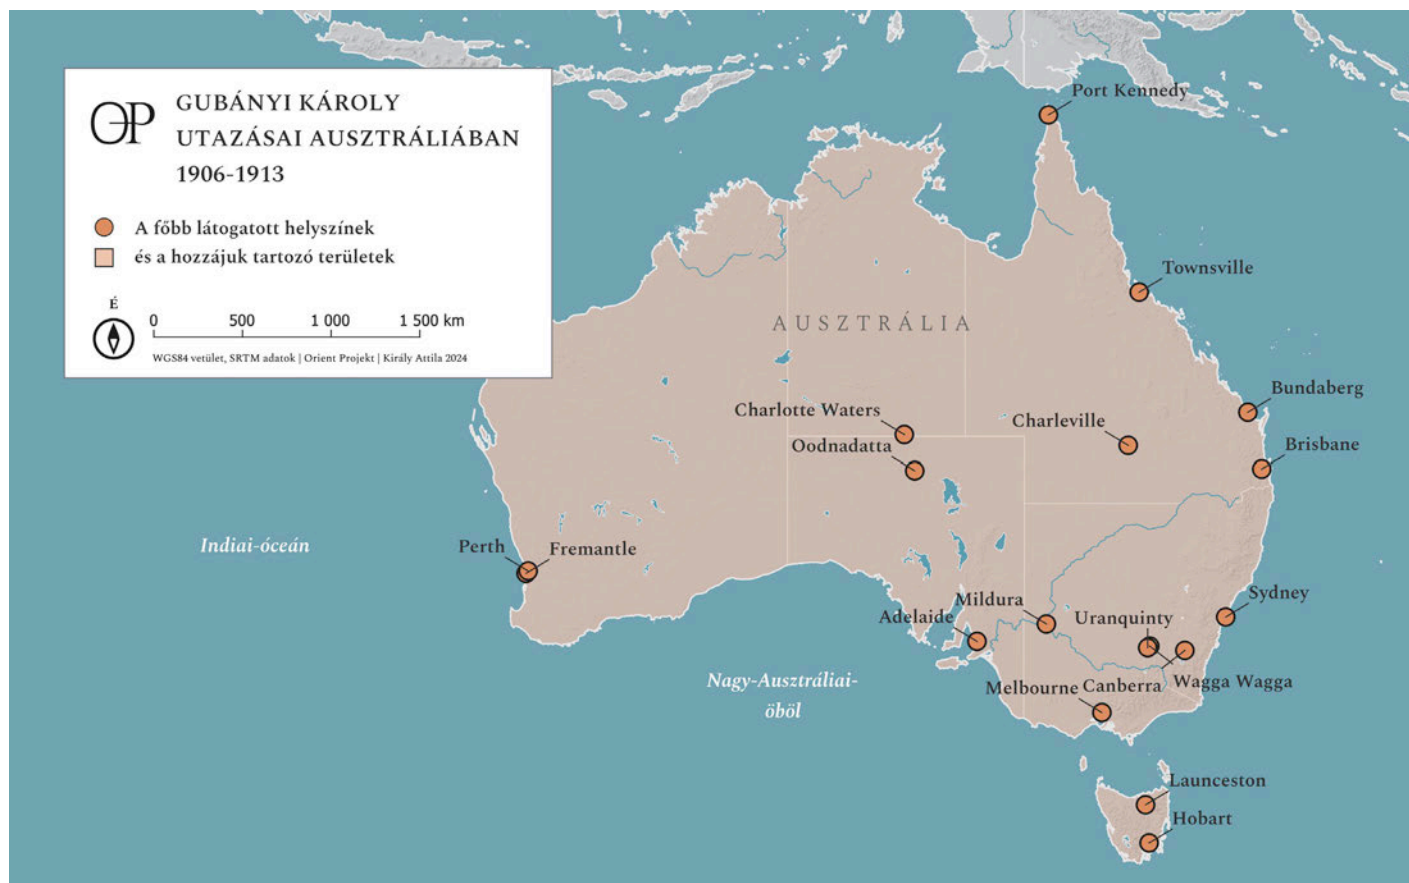 OP
GUBÁNYI KÁROLY
UTAZÁSAI AUSZTRÁLIÁBAN
1906-1913
A főbb látogatott helyszínek
és a hozzájuk tartozó területek
É
0 500 1 000 1 500 km
WGS84 vetület, SRTM adatok | Orient Projekt | Király Attila 2024
Port Kennedy
Townsville
AUSZTRÁLIA
Bundaberg
Charlotte Waters
Charleville
Oodnadatta
Brisbane
Indiai-óceán
Perth
Fremantle
Mildura
Sydney
Adelaide
Uranquinty
Nagy-Ausztráliai-
öböl
Melbourne
Canberra
Wagga Wagga
Launceston
Hobart